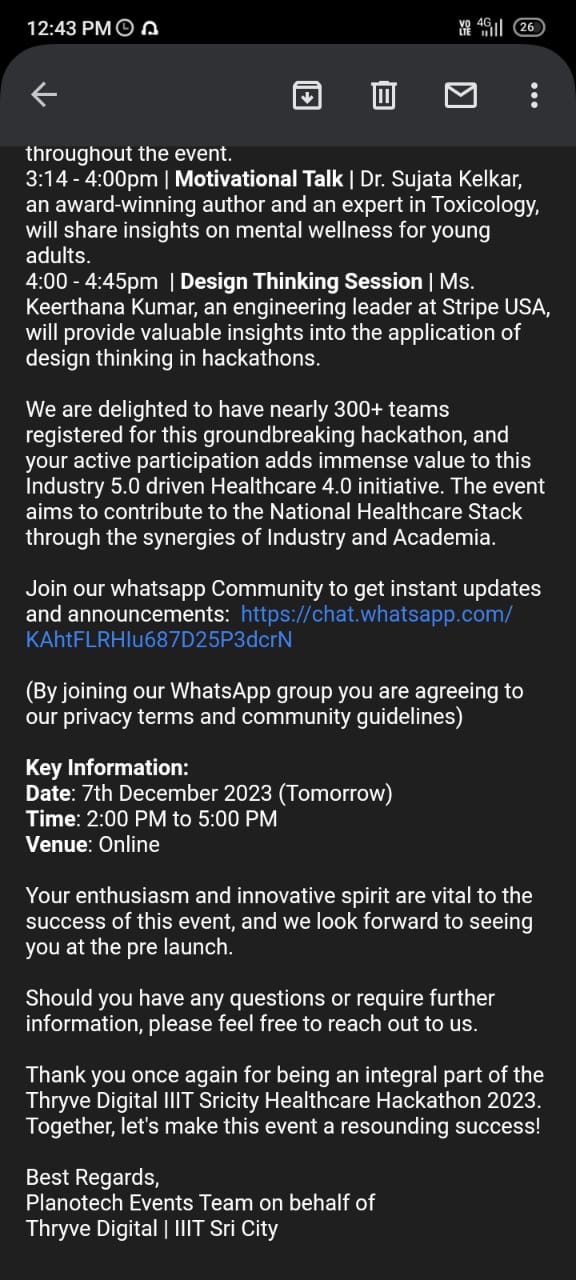 12:43 PM
VO LTE 4G 26
throughout the event.
3:14 - 4:00pm | Motivational Talk | Dr. Sujata Kelkar,
an award-winning author and an expert in Toxicology,
will share insights on mental wellness for young
adults.
4:00 - 4:45pm  | Design Thinking Session | Ms.
Keerthana Kumar, an engineering leader at Stripe USA,
will provide valuable insights into the application of
design thinking in hackathons.
We are delighted to have nearly 300+ teams
registered for this groundbreaking hackathon, and
your active participation adds immense value to this
Industry 5.0 driven Healthcare 4.0 initiative. The event
aims to contribute to the National Healthcare Stack
through the synergies of Industry and Academia.
Join our whatsapp Community to get instant updates
and announcements:  https://chat.whatsapp.com/
KAhtFLRHIu687D25P3dcrN
(By joining our WhatsApp group you are agreeing to
our privacy terms and community guidelines)
Key Information:
Date: 7th December 2023 (Tomorrow)
Time: 2:00 PM to 5:00 PM
Venue: Online
Your enthusiasm and innovative spirit are vital to the
success of this event, and we look forward to seeing
you at the pre launch.
Should you have any questions or require further
information, please feel free to reach out to us.
Thank you once again for being an integral part of the
Thryve Digital IIIT Sricity Healthcare Hackathon 2023.
Together, let's make this event a resounding success!
Best Regards,
Planotech Events Team on behalf of
Thryve Digital | IIIT Sri City